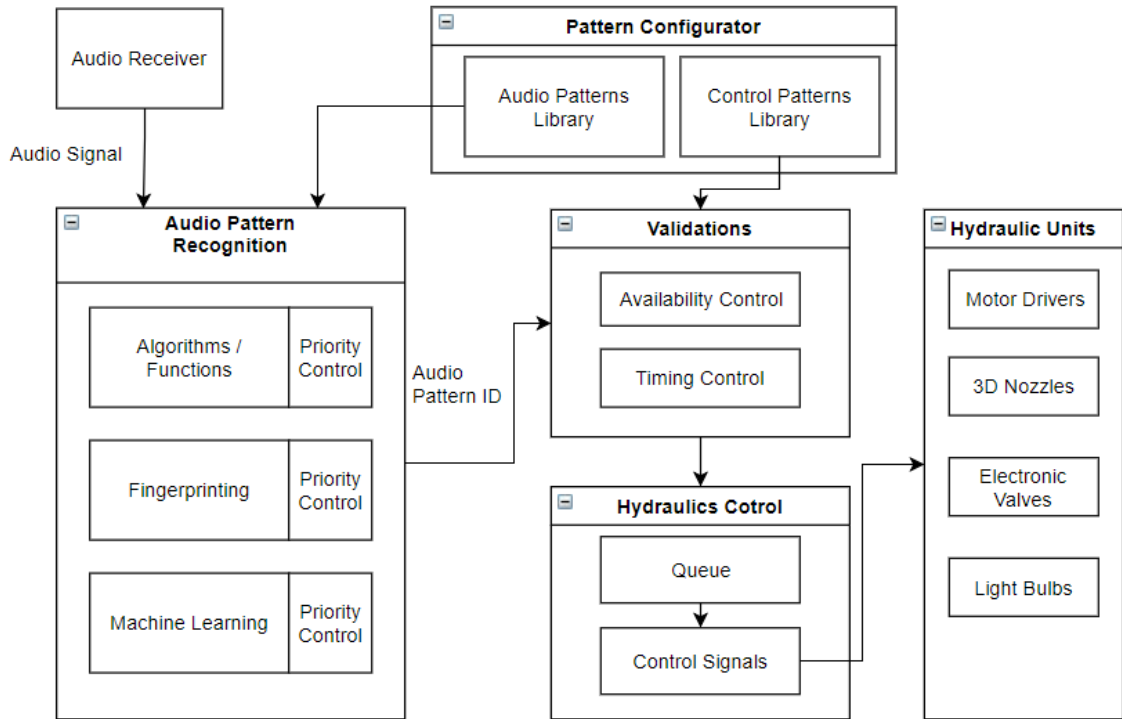 Audio Receiver
Pattern Configurator
Audio Patterns
Library
Control Patterns
Library
Audio Signal
Audio Pattern
Recognition
Algorithms /
Functions
Priority
Control
Fingerprinting
Priority
Control
Machine Learning
Priority
Control
Audio
Pattern ID
Validations
Availability Control
Timing Control
Hydraulics Cotrol
Queue
Control Signals
Hydraulic Units
Motor Drivers
3D Nozzles
Electronic
Valves
Light Bulbs